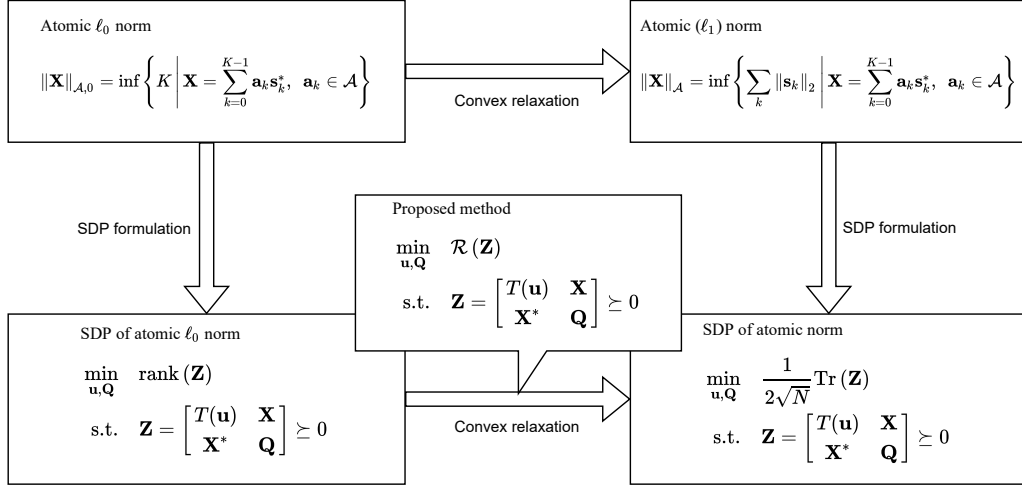 Atomic ℓ₀ norm
‖X‖_{𝒜,0} = inf { K | X = ∑_{k=0}^{K−1} a_k s_k^*, a_k ∈ 𝒜 }
Convex relaxation
Atomic (ℓ₁) norm
‖X‖_𝒜 = inf { ∑_k ‖s_k‖₂ | X = ∑_{k=0}^{K−1} a_k s_k^*, a_k ∈ 𝒜 }
SDP formulation
SDP formulation
Proposed method
min_{u,Q} ℛ(Z)
s.t. Z = [ T(u) X ; X* Q ] ⪰ 0
SDP of atomic ℓ₀ norm
min_{u,Q} rank(Z)
s.t. Z = [ T(u) X ; X* Q ] ⪰ 0
Convex relaxation
SDP of atomic norm
min_{u,Q} 1/(2√N) Tr(Z)
s.t. Z = [ T(u) X ; X* Q ] ⪰ 0